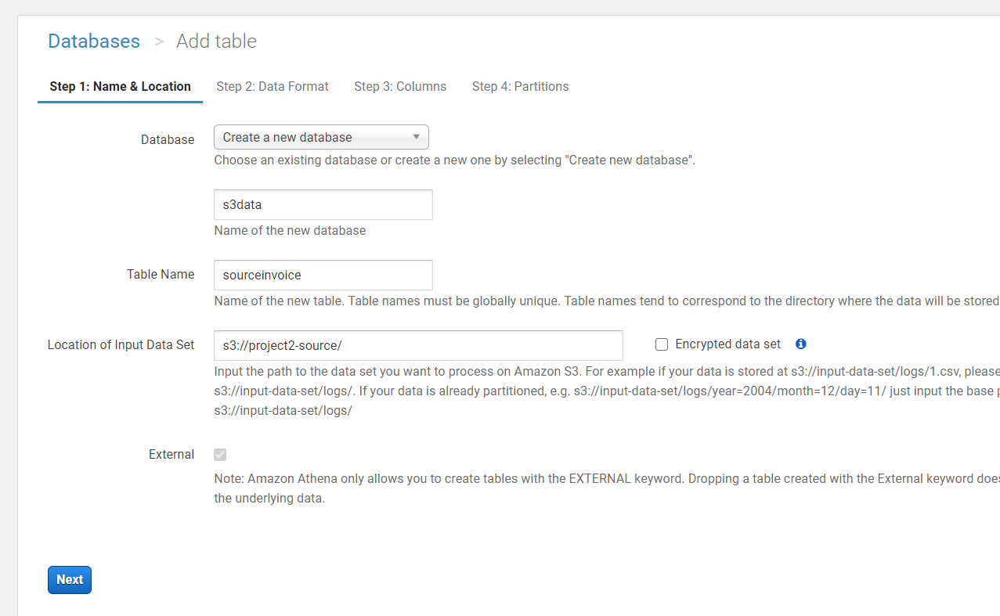 Databases > Add table
Step 1: Name & Location Step 2: Data Format Step 3: Columns Step 4: Partitions
Database Create a new database
Choose an existing database or create a new one by selecting "Create new database".
s3data
Name of the new database
Table Name sourceinvoice
Name of the new table. Table names must be globally unique. Table names tend to correspond to the directory where the data will be stored
Location of Input Data Set s3://project2-source/ Encrypted data set
Input the path to the data set you want to process on Amazon S3. For example if your data is stored at s3://input-data-set/logs/1.csv, please
s3://input-data-set/logs/. If your data is already partitioned, e.g. s3://input-data-set/logs/year=2004/month=12/day=11/ just input the base
s3://input-data-set/logs/
External
Note: Amazon Athena only allows you to create tables with the EXTERNAL keyword. Dropping a table created with the External keyword does
the underlying data.
Next